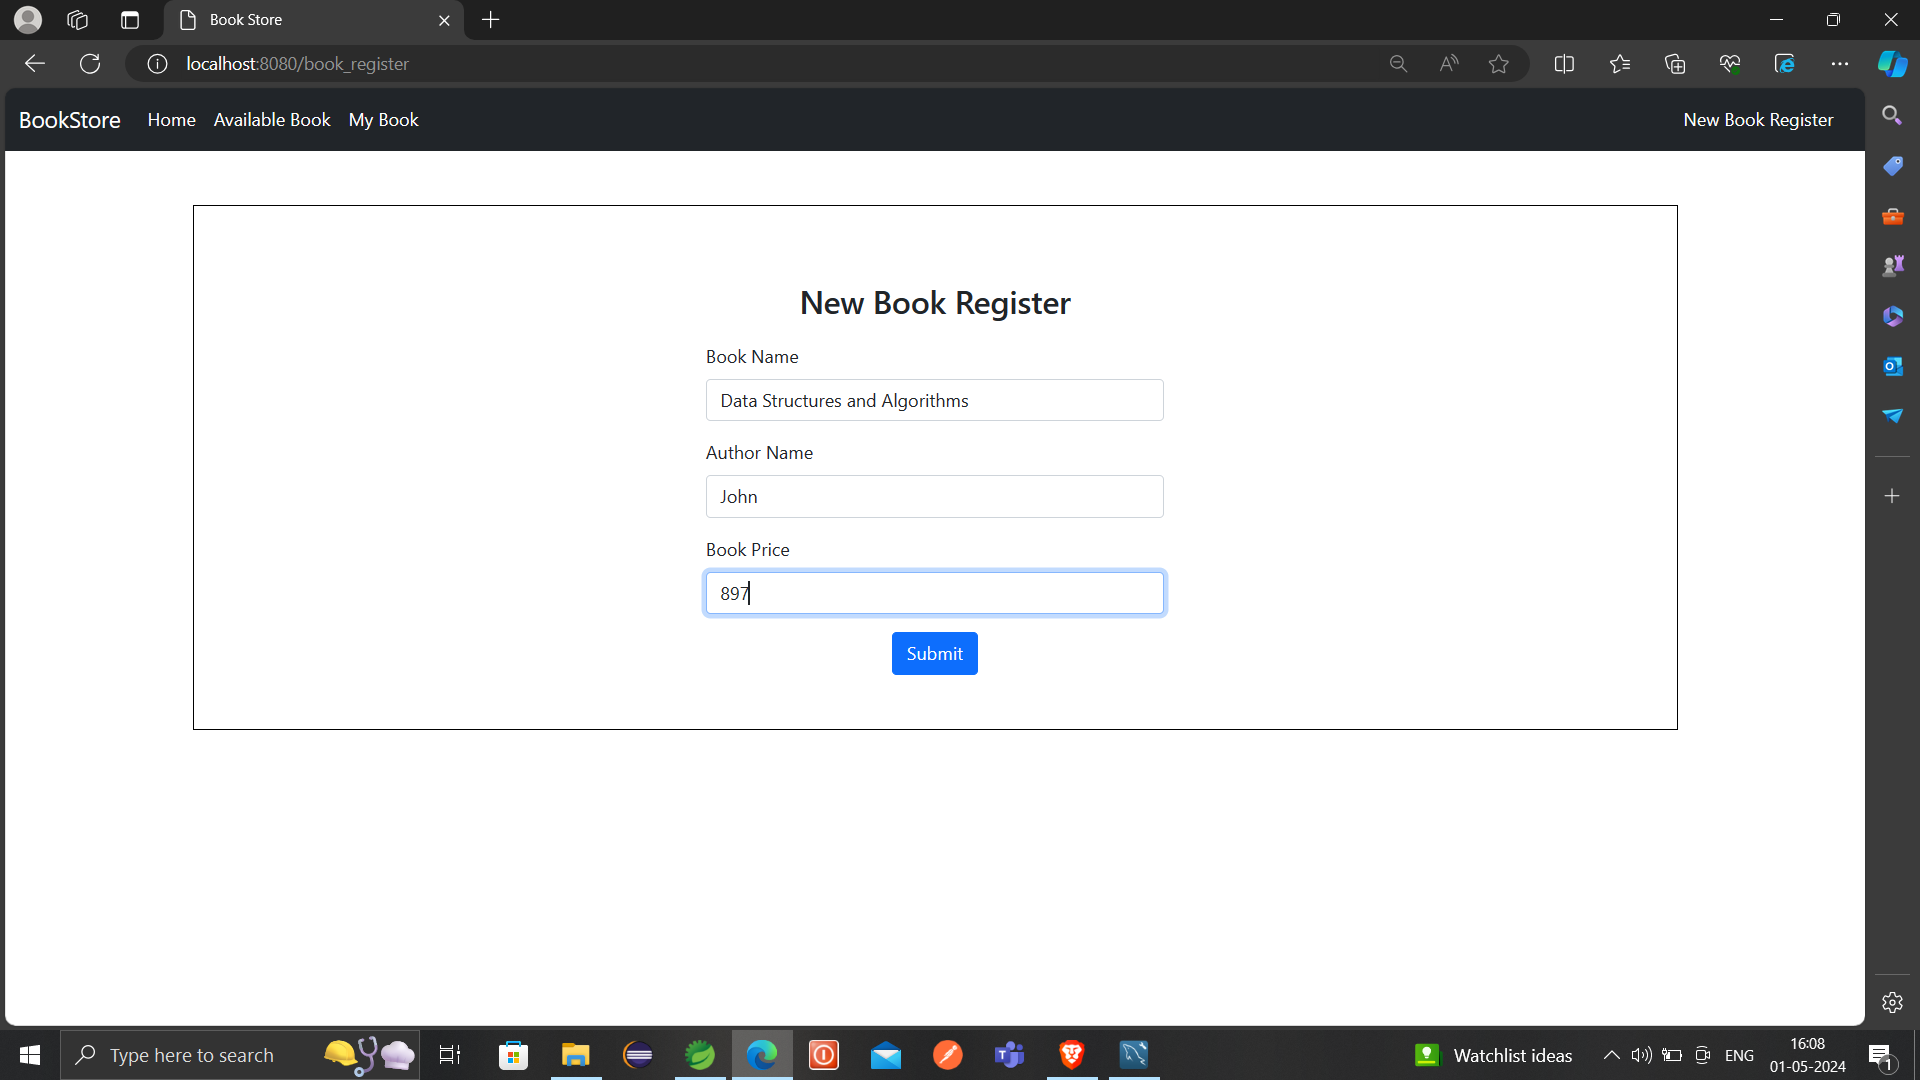 Book Store
localhost:8080/book_register
BookStore Home Available Book My Book New Book Register
New Book Register
Book Name
Data Structures and Algorithms
Author Name
John
Book Price
897
Submit
Type here to search
Watchlist ideas
ENG
16:08
01-05-2024
1